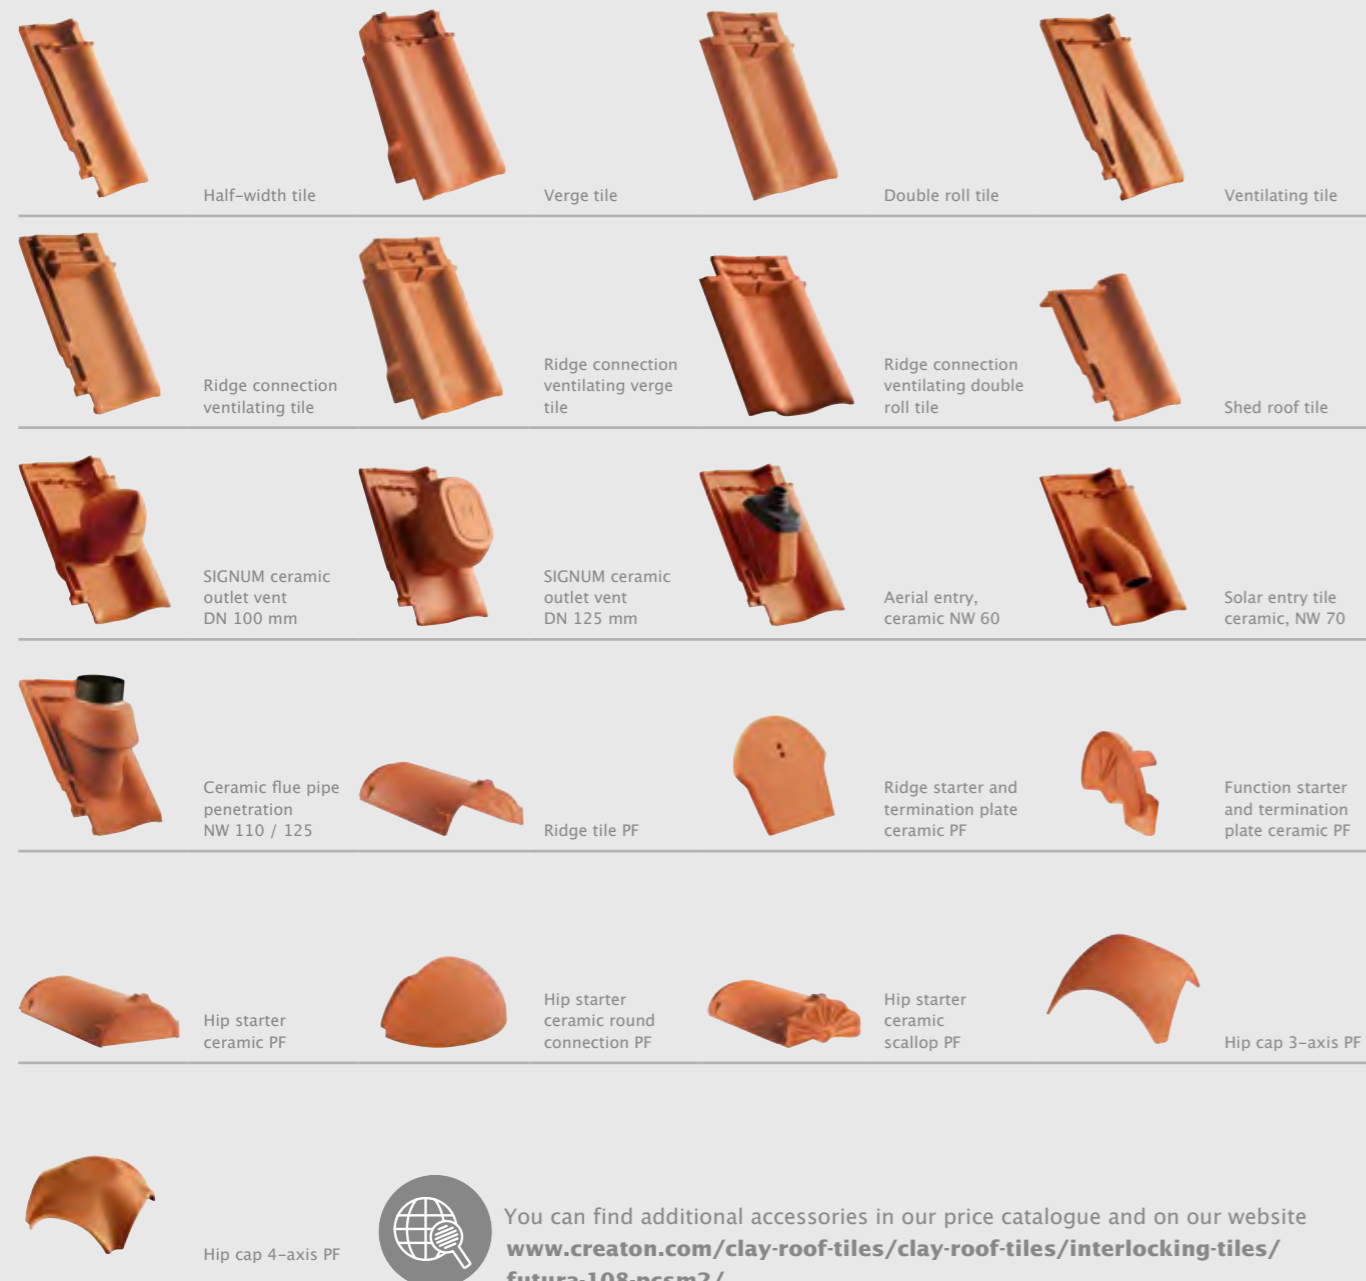 Half-width tile
Verge tile
Double roll tile
Ventilating tile
Ridge connection
ventilating tile
Ridge connection
ventilating verge
tile
Ridge connection
ventilating double
roll tile
Shed roof tile
SIGNUM ceramic
outlet vent
DN 100 mm
SIGNUM ceramic
outlet vent
DN 125 mm
Aerial entry,
ceramic NW 60
Solar entry tile
ceramic, NW 70
Ceramic flue pipe
penetration
NW 110 / 125
Ridge tile PF
Ridge starter and
termination plate
ceramic PF
Function starter
and termination
plate ceramic PF
Hip starter
ceramic PF
Hip starter
ceramic round
connection PF
Hip starter
ceramic
scallop PF
Hip cap 3-axis PF
Hip cap 4-axis PF
You can find additional accessories in our price catalogue and on our website
www.creaton.com/clay-roof-tiles/clay-roof-tiles/interlocking-tiles/
futura-108-pcsm2/